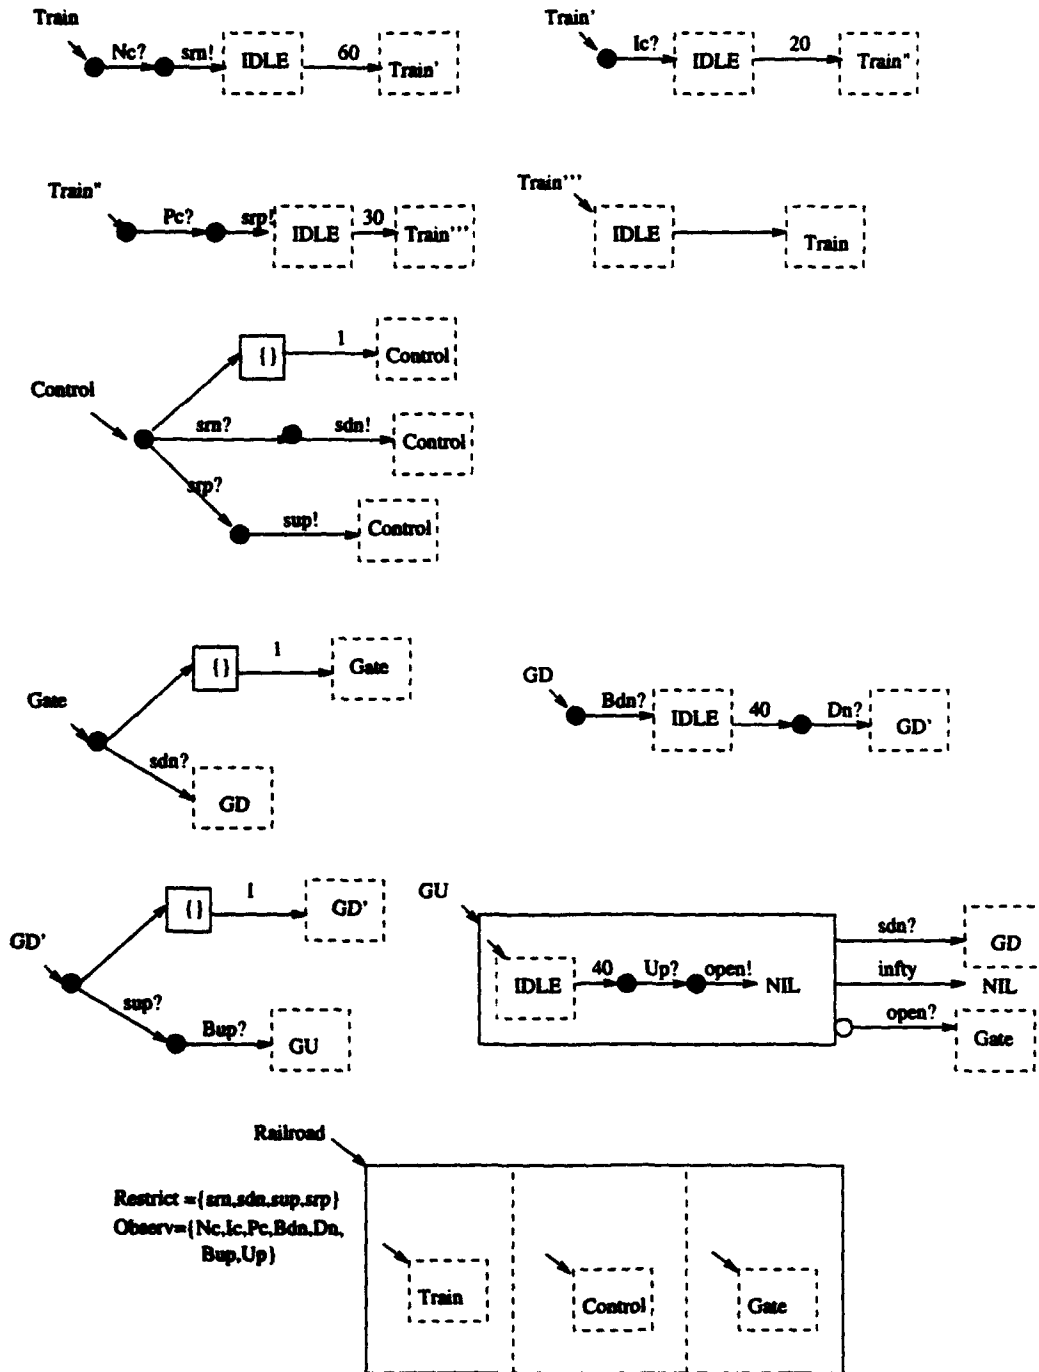 Train
Nc?
srn!
IDLE
60
Train'
Train'
Ic?
IDLE
20
Train"
Train"
Pc?
srp!
IDLE
30
Train'''
Train'''
IDLE
Train
Control
{}
1
Control
srn?
sdn!
Control
srp?
sup!
Control
Gate
{}
1
Gate
sdn?
GD
GD
Bdn?
IDLE
40
Dn?
GD'
GD'
{}
1
GD'
sup?
Bup?
GU
GU
IDLE
40
Up?
open!
NIL
sdn?
GD
infty
NIL
open?
Gate
Railroad
Restrict ={srn,sdn,sup,srp}
Observ={Nc,Ic,Pc,Bdn,Dn,
Bup,Up}
Train
Control
Gate